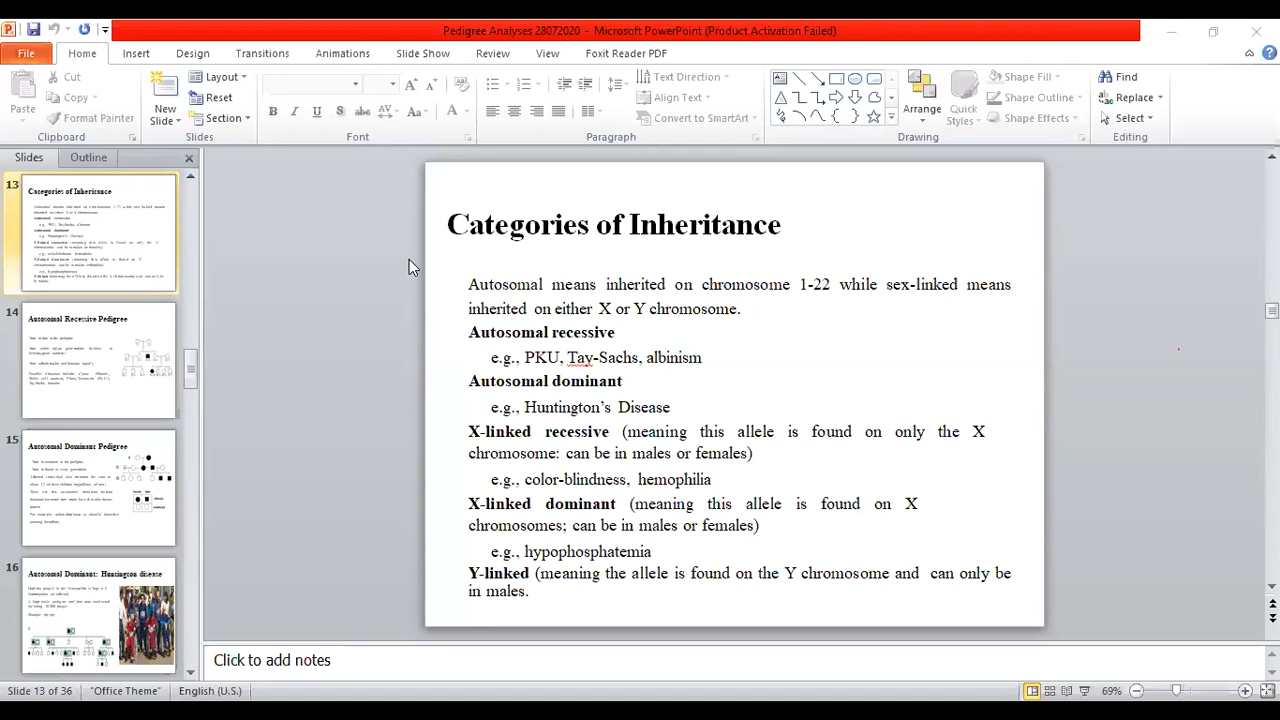 Pedigree Analyses 28072020 - Microsoft PowerPoint (Product Activation Failed)
File Home Insert Design Transitions Animations Slide Show Review View Foxit Reader PDF
Paste
Cut
Copy
Format Painter
Clipboard
New Slide
Layout
Reset
Section
Slides
Font
Text Direction
Align Text
Convert to SmartArt
Paragraph
Arrange
Quick Styles
Shape Fill
Shape Outline
Shape Effects
Drawing
Find
Replace
Select
Editing
Slides Outline
13
Categories of Inheritance
14
Autosomal Recessive Pedigree
15
Autosomal Dominant Pedigree
16
Autosomal Dominant: Huntington disease
Categories of Inheritance
Autosomal means inherited on chromosome 1-22 while sex-linked means
inherited on either X or Y chromosome.
Autosomal recessive
e.g., PKU, Tay-Sachs, albinism
Autosomal dominant
e.g., Huntington's Disease
X-linked recessive (meaning this allele is found on only the X
chromosome: can be in males or females)
e.g., color-blindness, hemophilia
X-linked dominant (meaning this allele is found on X
chromosomes; can be in males or females)
e.g., hypophosphatemia
Y-linked (meaning the allele is found on the Y chromosome and can only be
in males.
Click to add notes
Slide 13 of 36 "Office Theme" English (U.S.) 69%